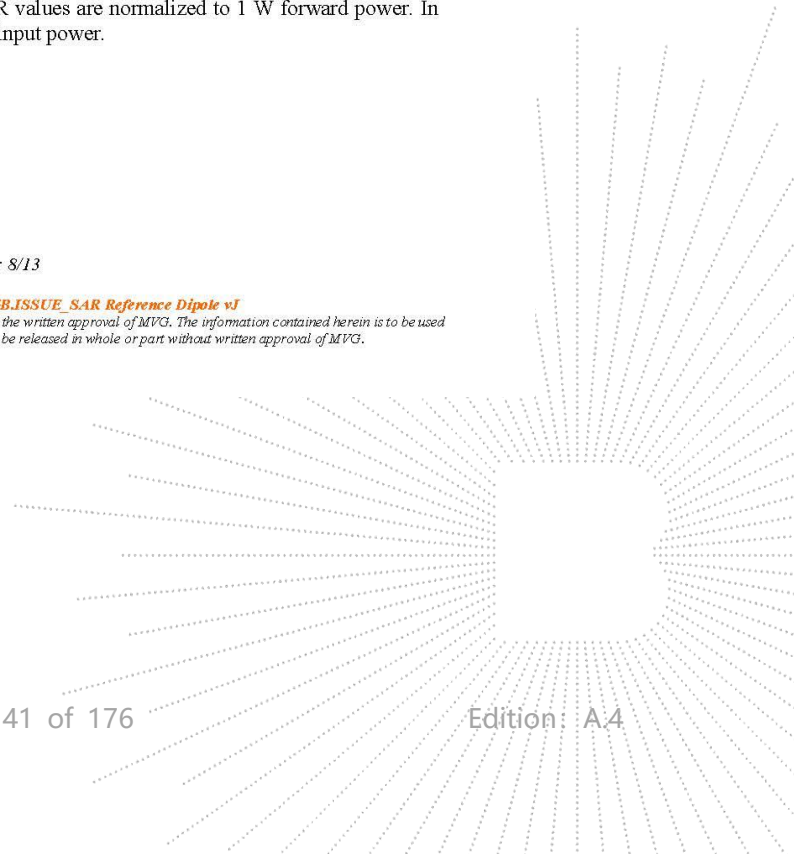 R values are normalized to 1 W forward power. In
input power.
: 8/13
B.ISSUE_SAR Reference Dipole vJ
the written approval of MVG. The information contained herein is to be used
be released in whole or part without written approval of MVG.
41 of 176 Edition: A.4